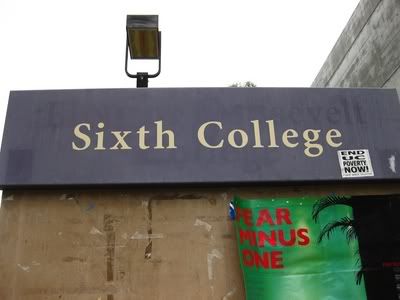 Sixth College
END
UC
POVERTY
NOW!
PEAR
MINUS
ONE